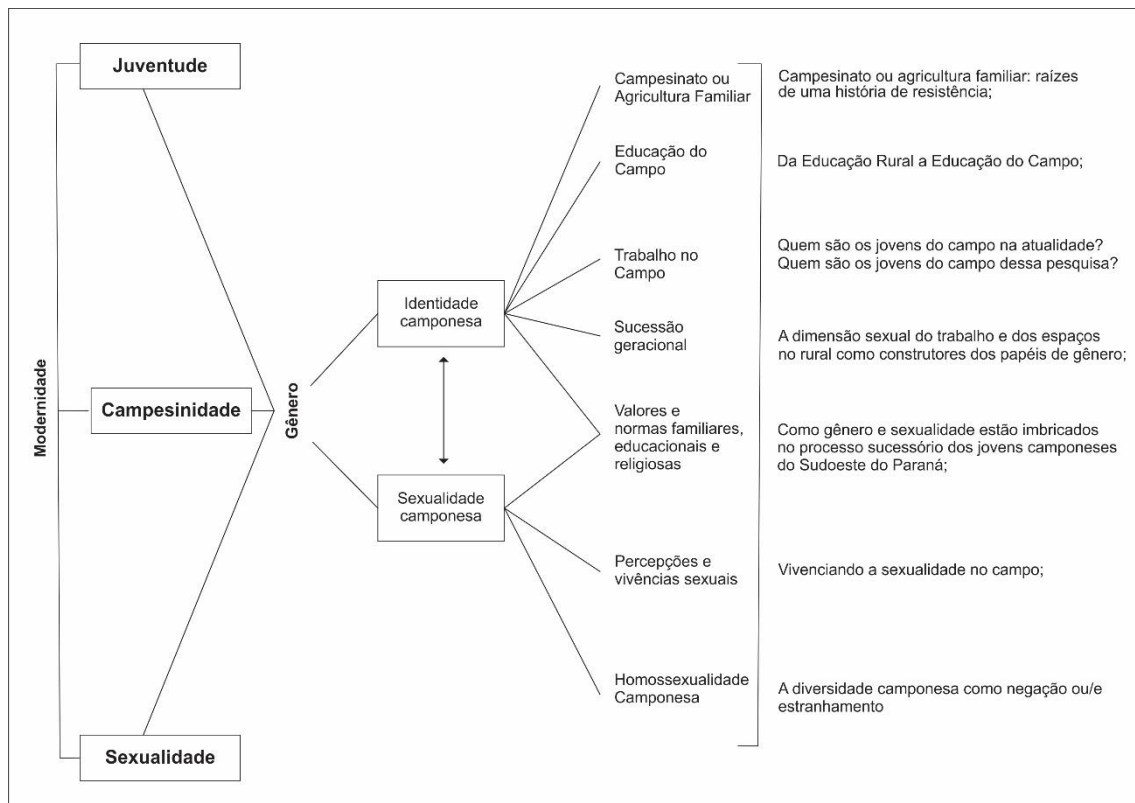 Modernidade
Juventude
Campesinidade
Sexualidade
Gênero
Identidade
camponesa
Sexualidade
camponesa
Campesinato ou
Agricultura Familiar
Educação do
Campo
Trabalho no
Campo
Sucessão
geracional
Valores e
normas familiares,
educacionais e
religiosas
Percepções e
vivências sexuais
Homossexualidade
Camponesa
Campesinato ou agricultura familiar: raízes
de uma história de resistência;
Da Educação Rural a Educação do Campo;
Quem são os jovens do campo na atualidade?
Quem são os jovens do campo dessa pesquisa?
A dimensão sexual do trabalho e dos espaços
no rural como construtores dos papéis de gênero;
Como gênero e sexualidade estão imbricados
no processo sucessório dos jovens camponeses
do Sudoeste do Paraná;
Vivenciando a sexualidade no campo;
A diversidade camponesa como negação ou/e
estranhamento